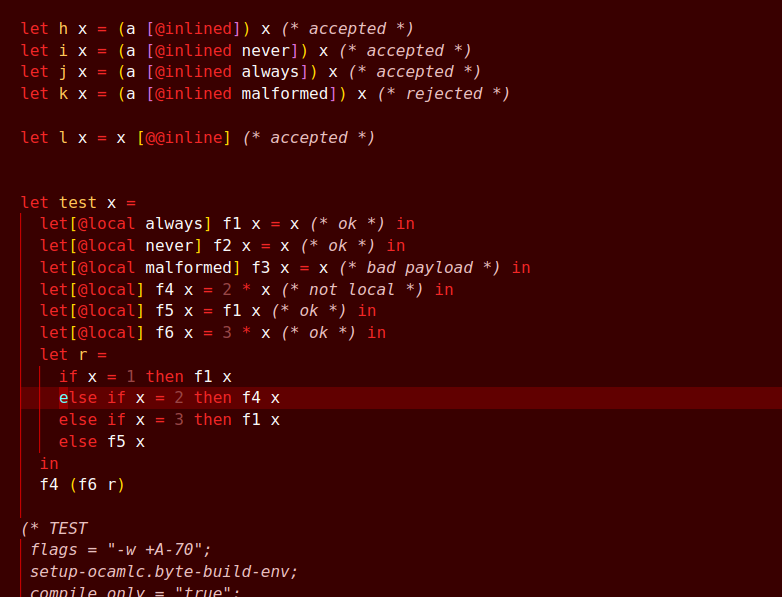 let h x = (a [@inlined]) x (* accepted *)
let i x = (a [@inlined never]) x (* accepted *)
let j x = (a [@inlined always]) x (* accepted *)
let k x = (a [@inlined malformed]) x (* rejected *)
let l x = x [@@inline] (* accepted *)
let test x =
let[@local always] f1 x = x (* ok *) in
let[@local never] f2 x = x (* ok *) in
let[@local malformed] f3 x = x (* bad payload *) in
let[@local] f4 x = 2 * x (* not local *) in
let[@local] f5 x = f1 x (* ok *) in
let[@local] f6 x = 3 * x (* ok *) in
let r =
if x = 1 then f1 x
else if x = 2 then f4 x
else if x = 3 then f1 x
else f5 x
in
f4 (f6 r)
(* TEST
flags = "-w +A-70";
setup-ocamlc.byte-build-env;
compile_only = "true";